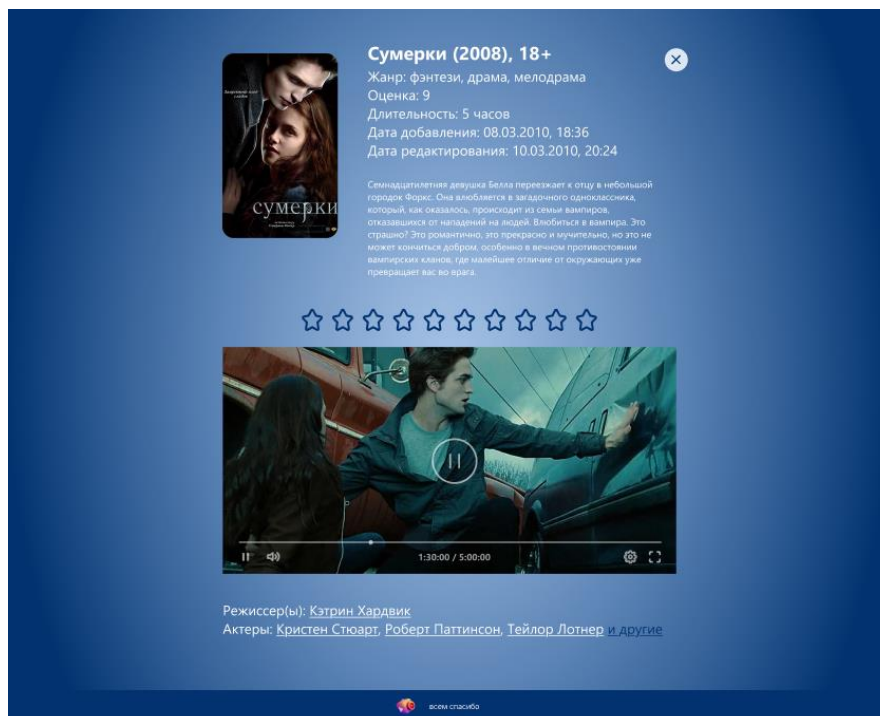 Сумерки (2008), 18+
Жанр: фэнтези, драма, мелодрама
Оценка: 9
Длительность: 5 часов
Дата добавления: 08.03.2010, 18:36
Дата редактирования: 10.03.2010, 20:24
Семнадцатилетняя девушка Белла переезжает к отцу в небольшой
городок Форкс. Она влюбляется в загадочного одноклассника,
который, как оказалось, происходит из семьи вампиров,
отказавшихся от нападений на людей. Влюбиться в вампира. Это
страшно? Это романтично, это прекрасно и мучительно, но это не
может кончиться добром, особенно в вечном противостоянии
вампирских кланов, где малейшее отличие от окружающих уже
превращает вас во врага.
сумерки
1:30:00 / 5:00:00
Режиссер(ы): Кэтрин Хардвик
Актеры: Кристен Стюарт, Роберт Паттинсон, Тейлор Лотнер и другие
всем спасибо